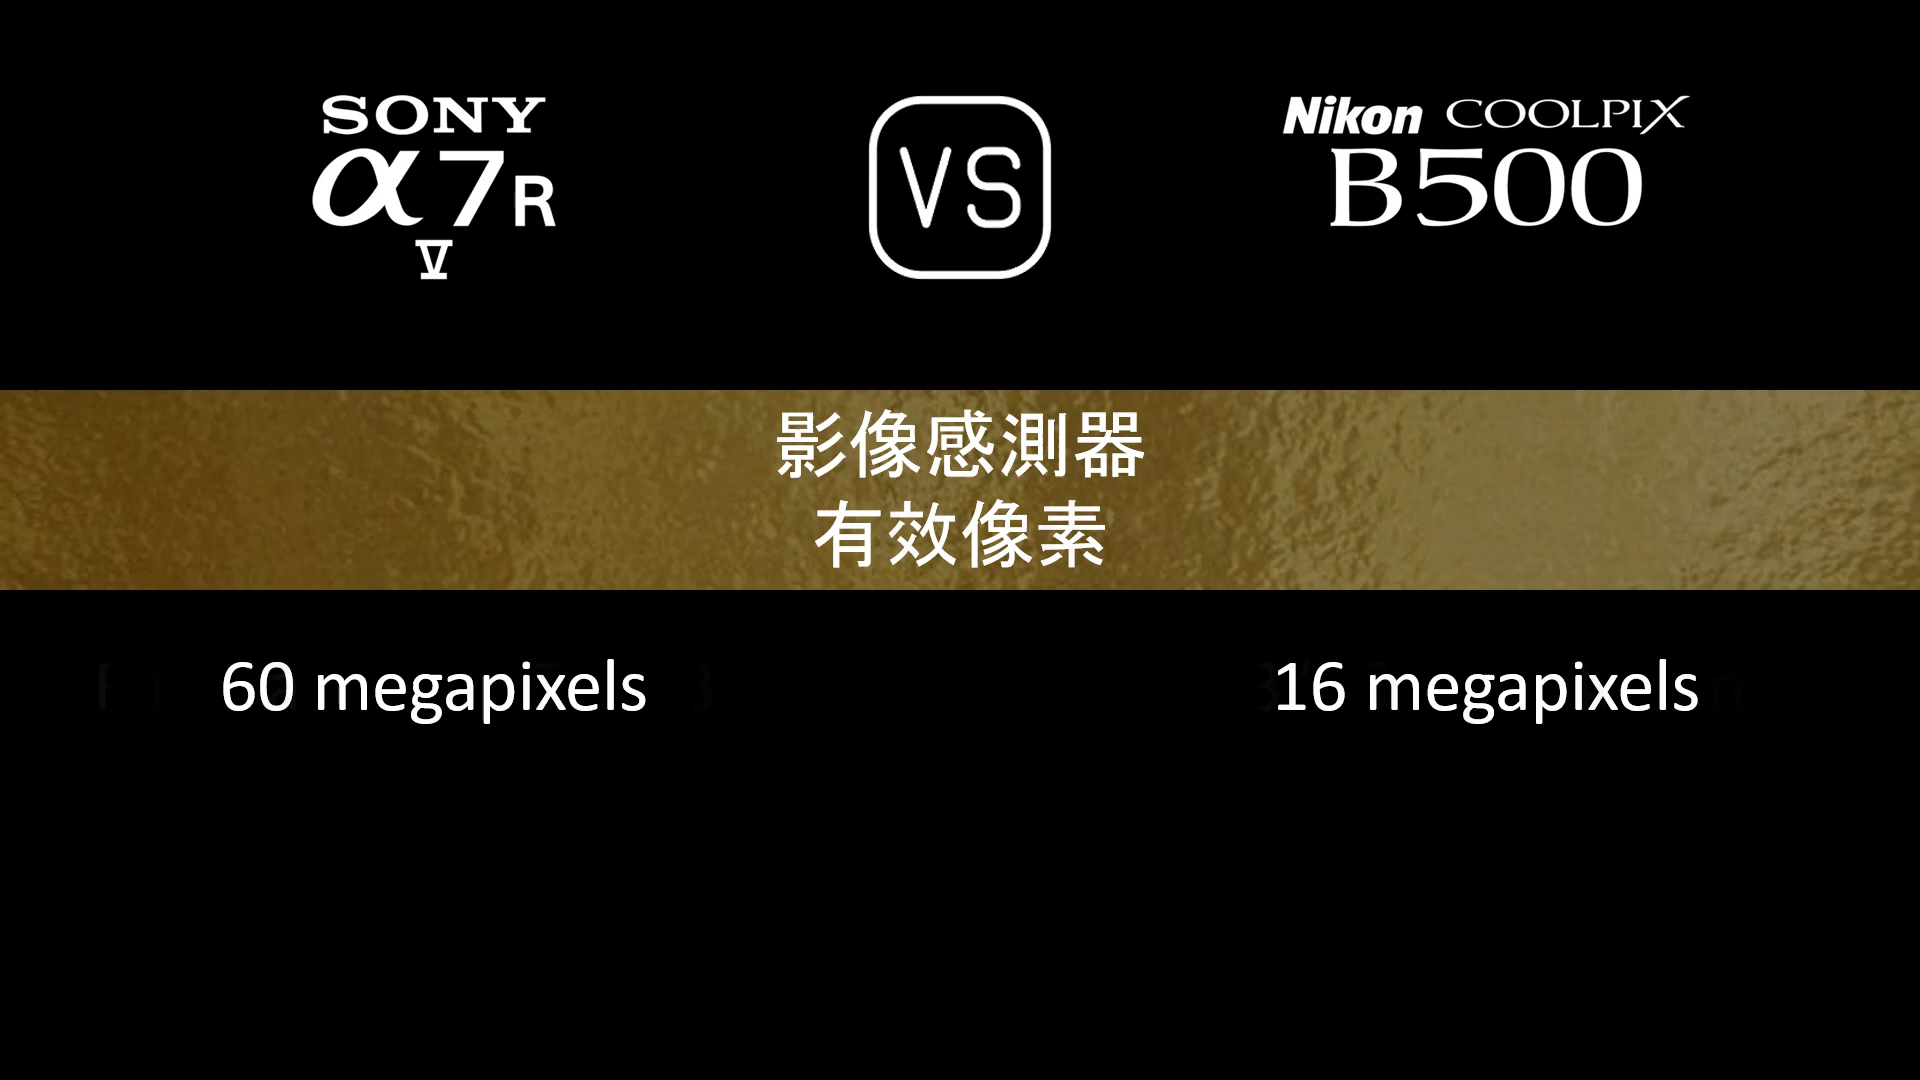 SONY
α7R
V
VS
Nikon COOLPIX
B500
影像感測器
有效像素
60 megapixels
16 megapixels